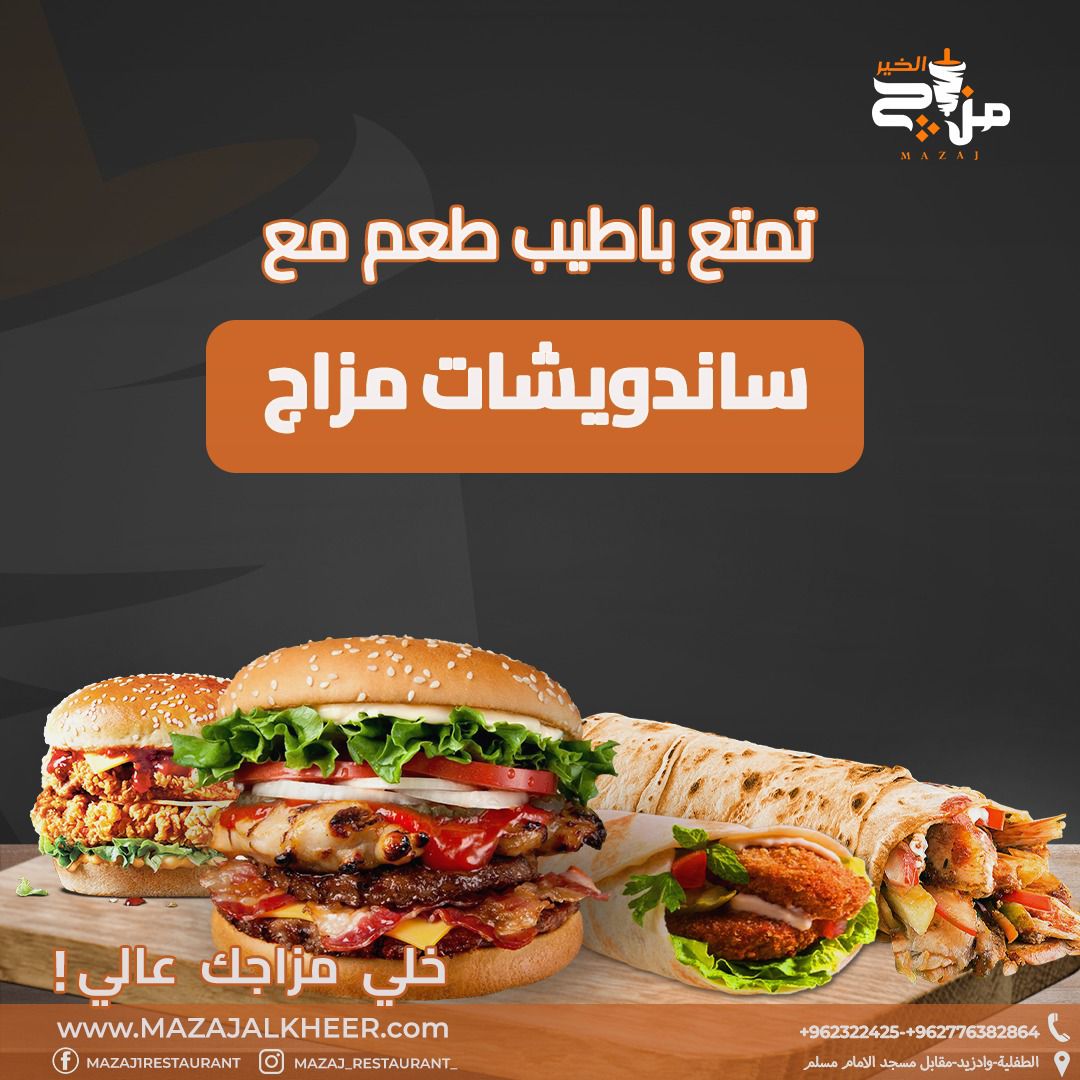 مزاج الخير
MAZAJ
تمتع باطيب طعم مع
ساندويشات مزاج
خلي مزاجك عالي !
www.MAZAJALKHEER.com
+962322425-+962776382864
MAZAJ1RESTAURANT
MAZAJ_RESTAURANT_
الطفلية-وادزيد-مقابل مسجد الامام مسلم